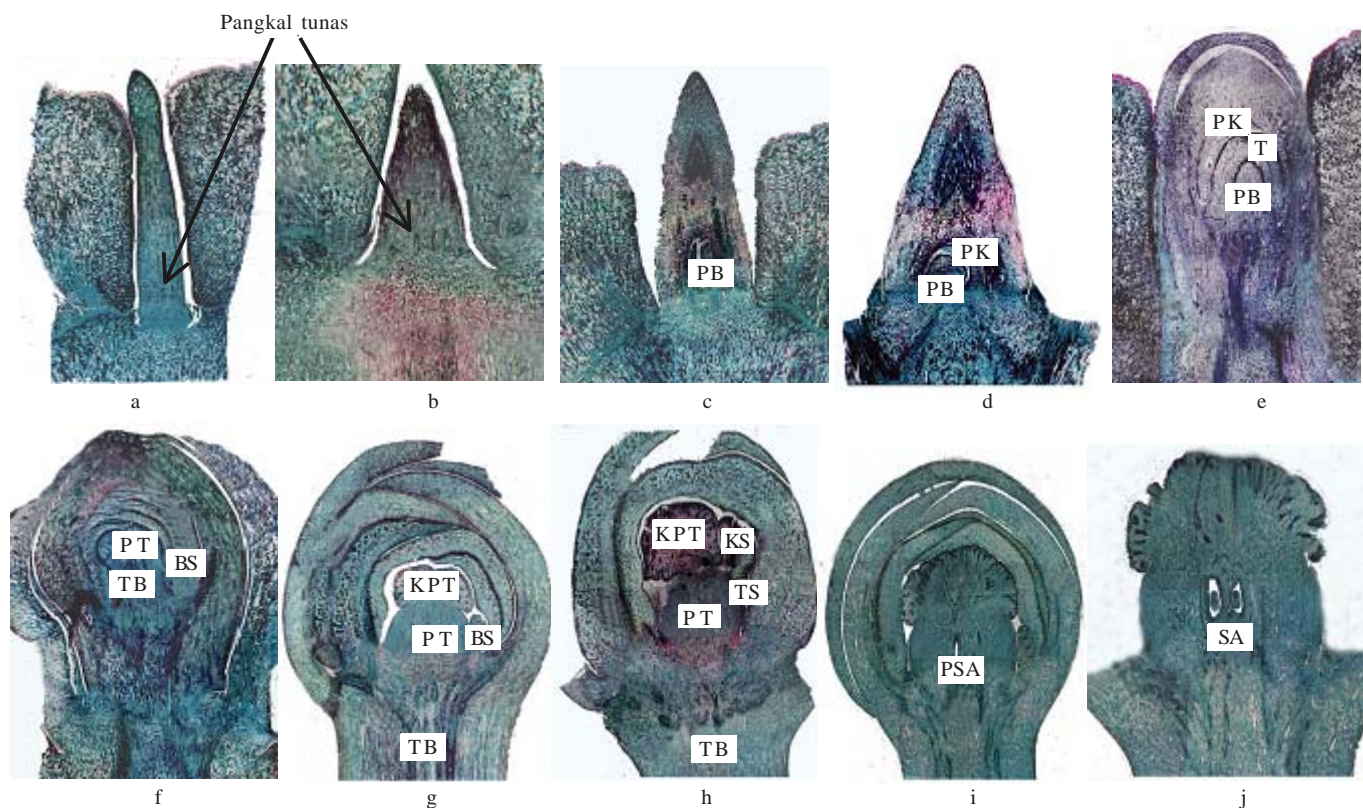 Pangkal tunas
PK
T
PB
PB
PK
PB
a b c d e
PT
BS
TB
KPT
PT
BS
TB
KPT
KS
TS
PT
TB
PSA
SA
f g h i j